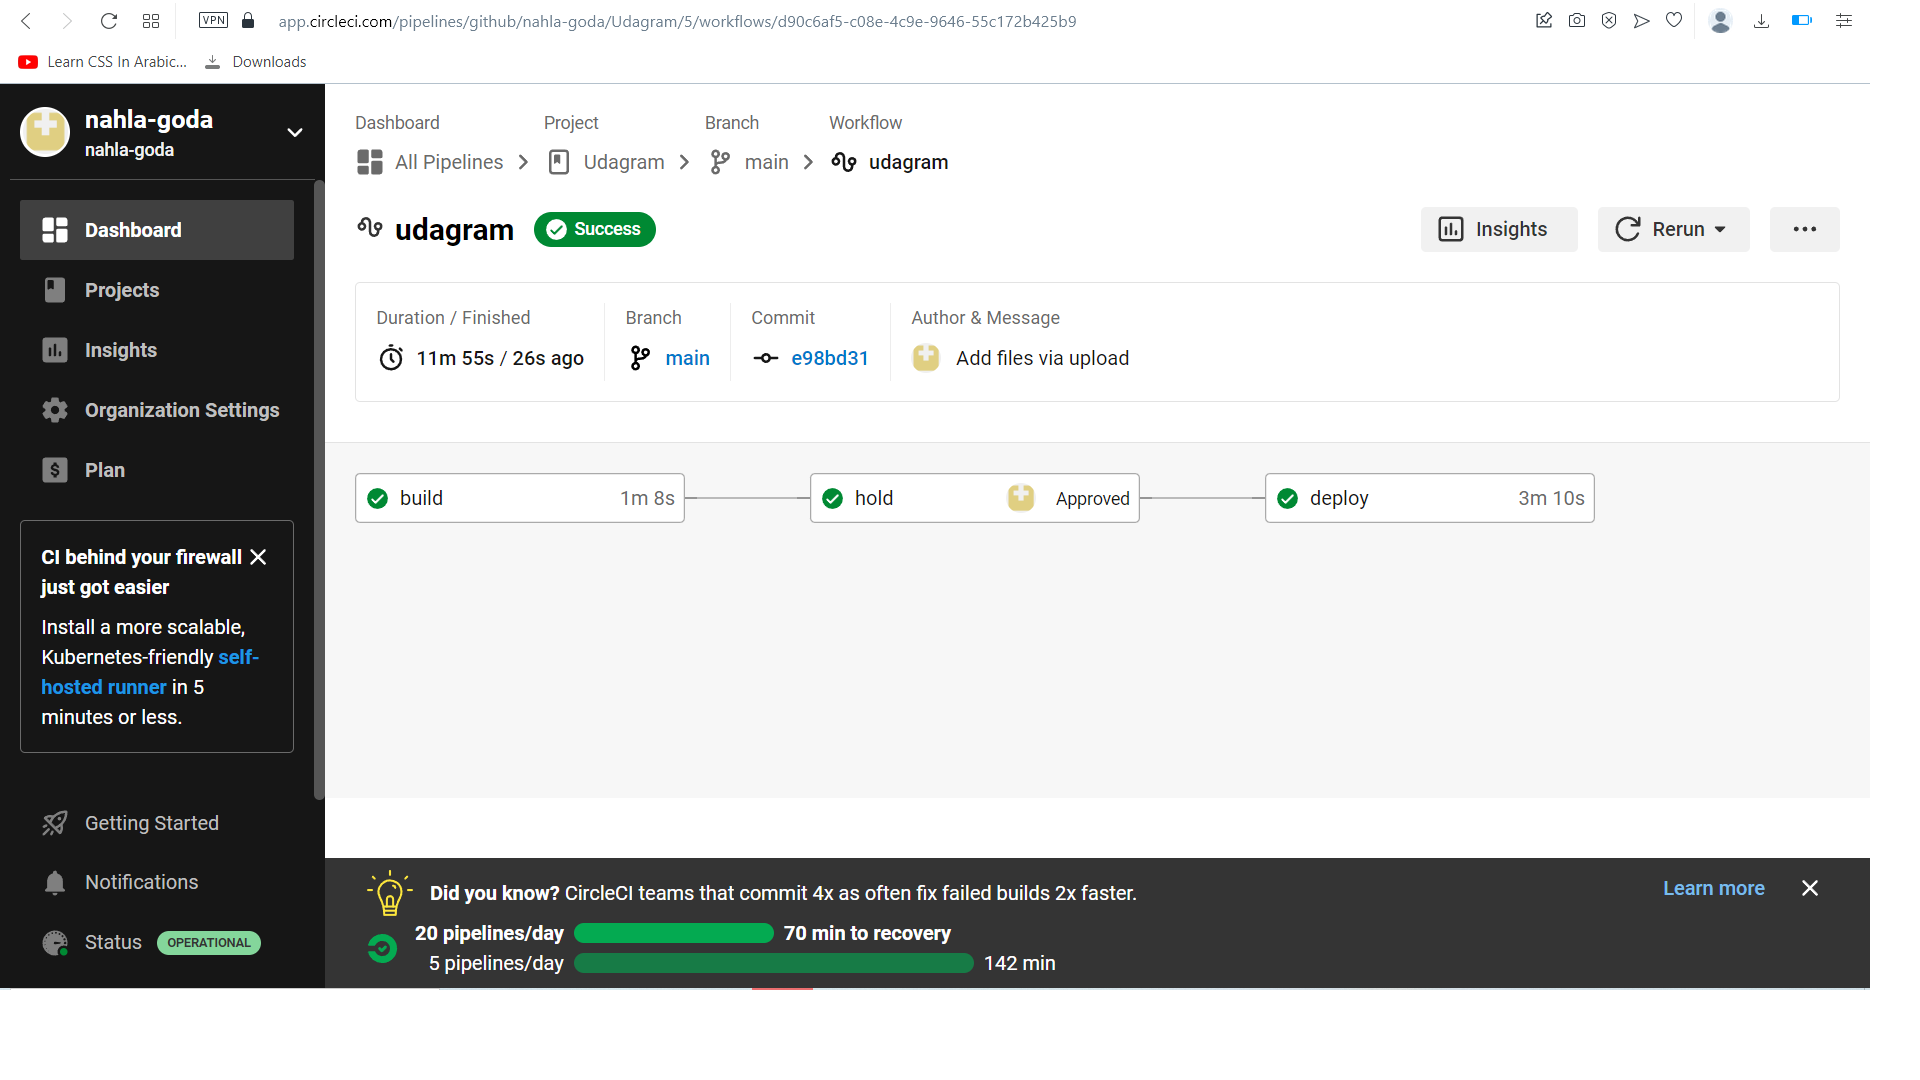 VPN
app.circleci.com/pipelines/github/nahla-goda/Udagram/5/workflows/d90c6af5-c08e-4c9e-9646-55c172b425b9
Learn CSS In Arabic...
Downloads
nahla-goda
nahla-goda
Dashboard
Projects
Insights
Organization Settings
Plan
CI behind your firewall
just got easier
Install a more scalable,
Kubernetes-friendly self-
hosted runner in 5
minutes or less.
Getting Started
Notifications
Status OPERATIONAL
Dashboard Project Branch Workflow
All Pipelines Udagram main udagram
udagram Success
Insights Rerun
Duration / Finished Branch Commit Author & Message
11m 55s / 26s ago main e98bd31 Add files via upload
build 1m 8s hold Approved deploy 3m 10s
Did you know? CircleCI teams that commit 4x as often fix failed builds 2x faster.
Learn more
20 pipelines/day 70 min to recovery
5 pipelines/day 142 min